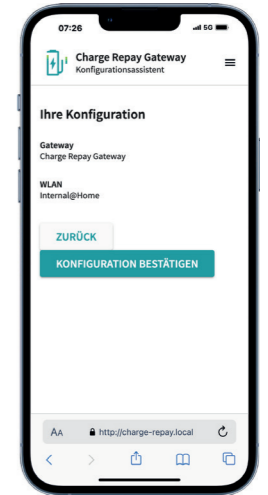 07:26
5G
Charge Repay Gateway
Konfigurationsassistent
Ihre Konfiguration
Gateway
Charge Repay Gateway
WLAN
Internal@Home
ZURÜCK
KONFIGURATION BESTÄTIGEN
AA http://charge-repay.local